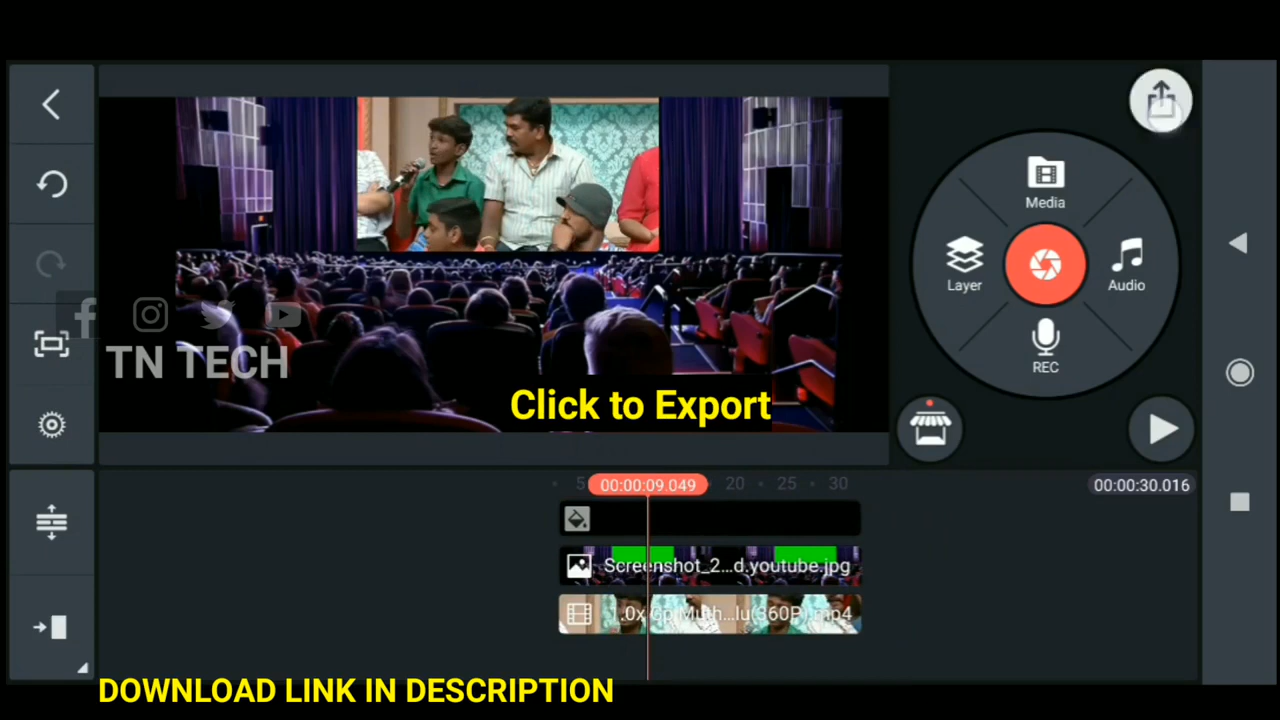 Media
Layer
Audio
REC
TN TECH
Click to Export
5
00:00:09.049
20
25
30
00:00:30.016
Screenshot_2...d.youtube.jpg
DOWNLOAD LINK IN DESCRIPTION